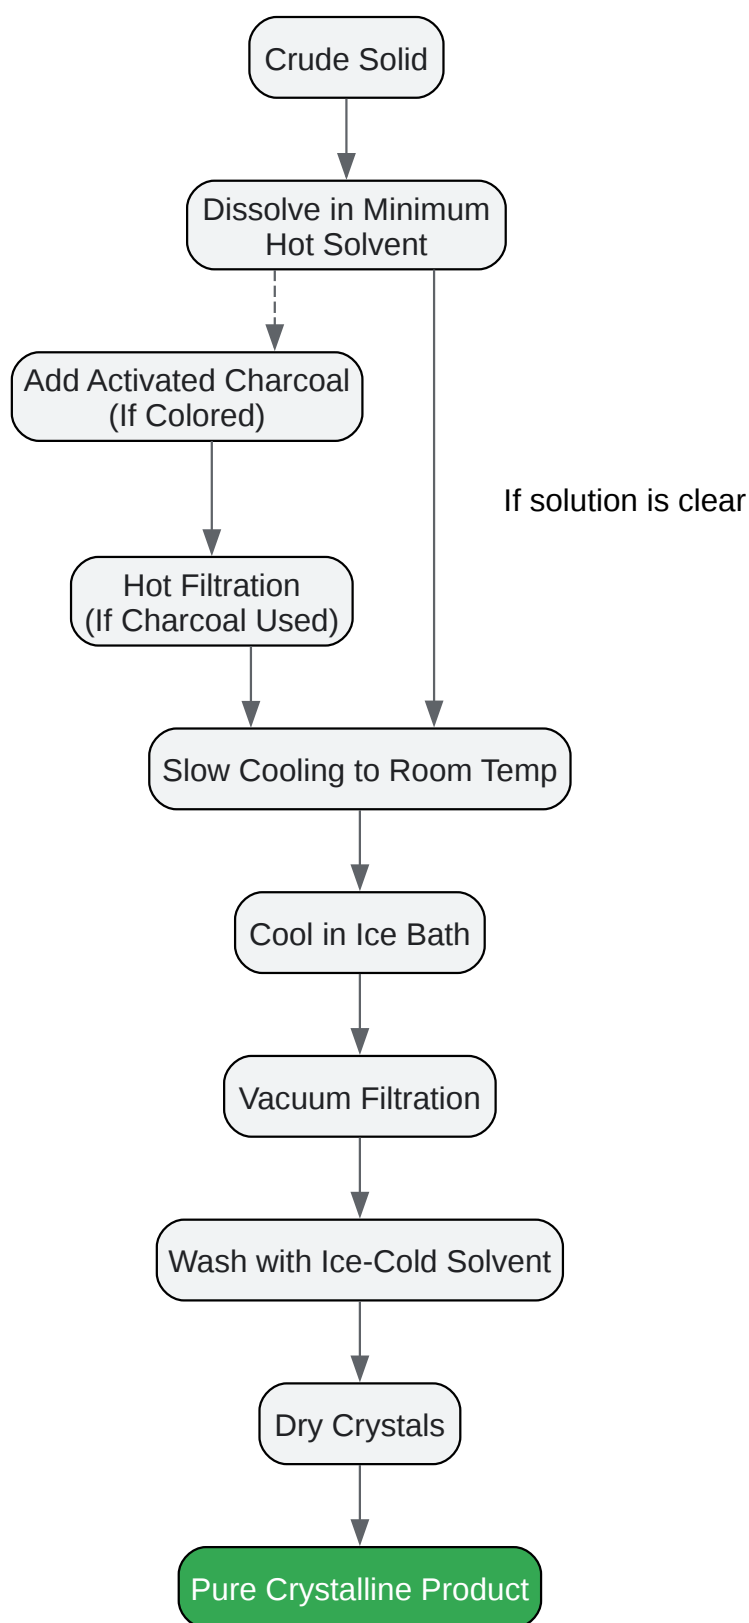 Crude Solid
Dissolve in Minimum
Hot Solvent
Add Activated Charcoal
(If Colored)
If solution is clear
Hot Filtration
(If Charcoal Used)
Slow Cooling to Room Temp
Cool in Ice Bath
Vacuum Filtration
Wash with Ice-Cold Solvent
Dry Crystals
Pure Crystalline Product